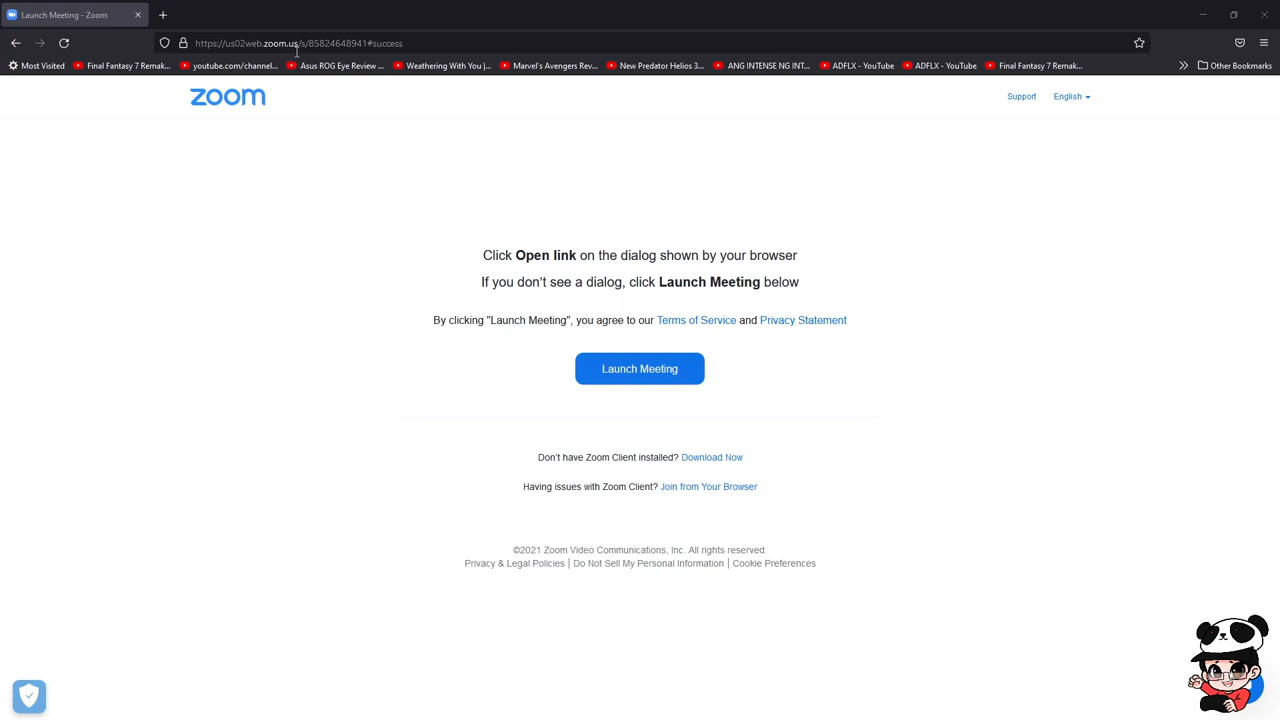 Launch Meeting - Zoom
https://us02web.zoom.us/s/85824648941#success
Most Visited
Final Fantasy 7 Remak...
youtube.com/channel...
Asus ROG Eye Review ...
Weathering With You |...
Marvel's Avengers Rev...
New Predator Helios 3...
ANG INTENSE NG INT...
ADFLX - YouTube
ADFLX - YouTube
Final Fantasy 7 Remak...
Other Bookmarks
zoom
Support
English
Click Open link on the dialog shown by your browser
If you don't see a dialog, click Launch Meeting below
By clicking "Launch Meeting", you agree to our Terms of Service and Privacy Statement
Launch Meeting
Don't have Zoom Client installed? Download Now
Having issues with Zoom Client? Join from Your Browser
©2021 Zoom Video Communications, Inc. All rights reserved.
Privacy & Legal Policies | Do Not Sell My Personal Information | Cookie Preferences